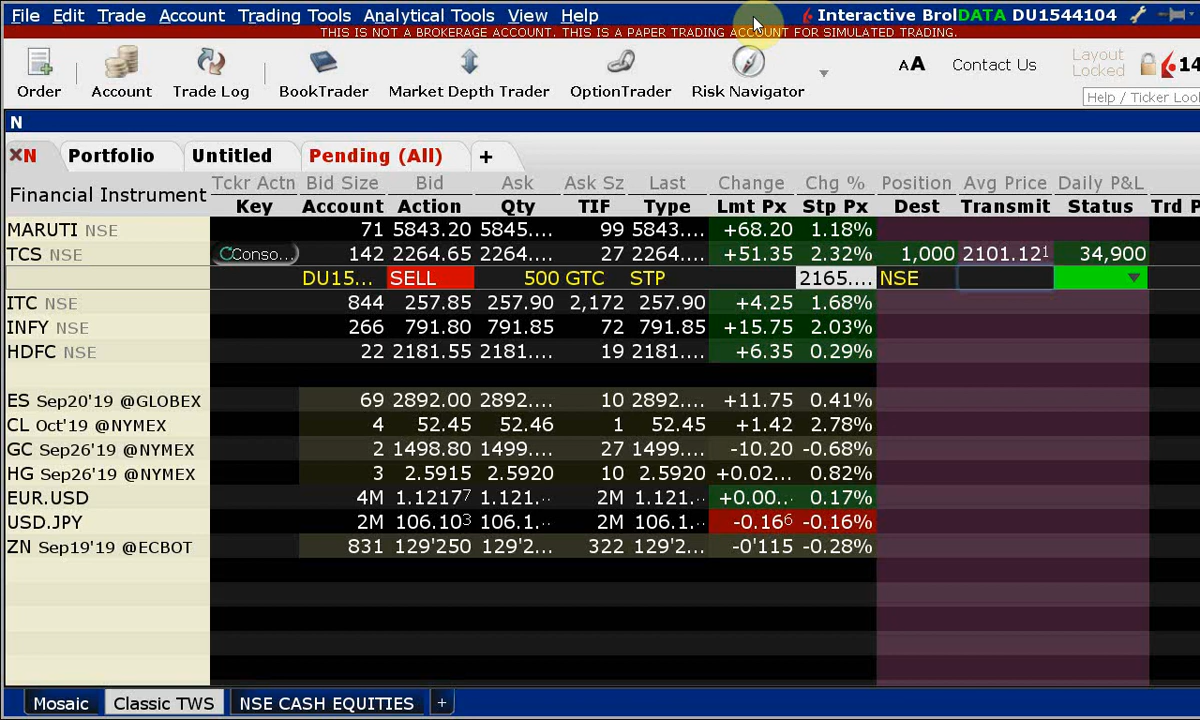 File Edit Trade Account Trading Tools Analytical Tools View Help Interactive BrolDATA DU1544104
THIS IS NOT A BROKERAGE ACCOUNT. THIS IS A PAPER TRADING ACCOUNT FOR SIMULATED TRADING.
Order Account Trade Log BookTrader Market Depth Trader OptionTrader Risk Navigator AA Contact Us Layout Locked 14
Help / Ticker Loo
N
N Portfolio Untitled Pending (All) +
Financial Instrument Tckr Actn Bid Size Bid Ask Ask Sz Last Change Chg % Position Avg Price Daily P&L
Key Account Action Qty TIF Type Lmt Px Stp Px Dest Transmit Status Trd P
MARUTI NSE 71 5843.20 5845.... 99 5843.... +68.20 1.18%
TCS NSE Conso...) 142 2264.65 2264.... 27 2264.... +51.35 2.32% 1,000 2101.12¹ 34,900
DU15... SELL 500 GTC STP 2165.... NSE
ITC NSE 844 257.85 257.90 2,172 257.90 +4.25 1.68%
INFY NSE 266 791.80 791.85 72 791.85 +15.75 2.03%
HDFC NSE 22 2181.55 2181.... 19 2181.... +6.35 0.29%
ES Sep20'19 @GLOBEX 69 2892.00 2892.... 10 2892.... +11.75 0.41%
CL Oct'19 @NYMEX 4 52.45 52.46 1 52.45 +1.42 2.78%
GC Sep26'19 @NYMEX 2 1498.80 1499.... 27 1499.... -10.20 -0.68%
HG Sep26'19 @NYMEX 3 2.5915 2.5920 10 2.5920 +0.02... 0.82%
EUR.USD 4M 1.1217⁷ 1.121... 2M 1.121... +0.00... 0.17%
USD.JPY 2M 106.10³ 106.1... 2M 106.1... -0.16⁶ -0.16%
ZN Sep19'19 @ECBOT 831 129'250 129'2... 322 129'2... -0'115 -0.28%
Mosaic Classic TWS NSE CASH EQUITIES +